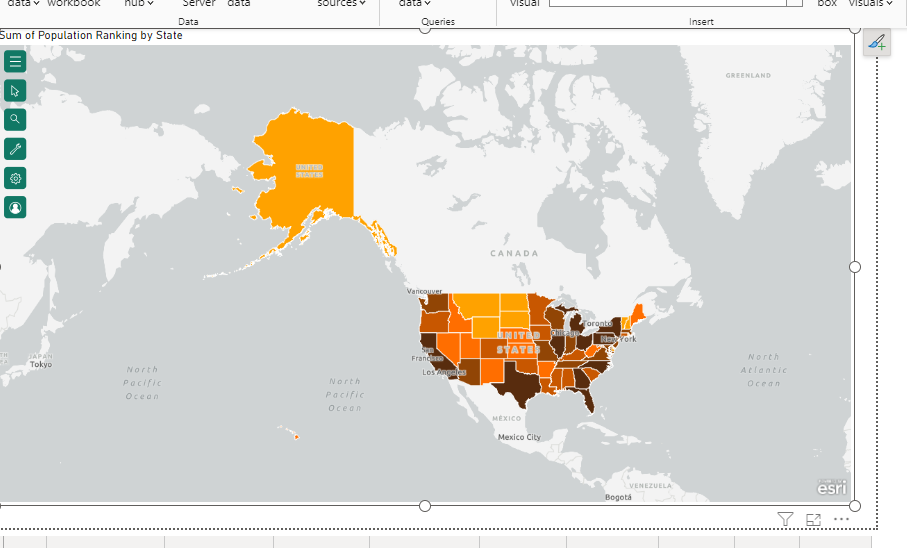 data workbook hub Server data sources data visual box visuals
Data Queries Insert
Sum of Population Ranking by State
GREENLAND
UNITED
STATES
CANADA
Vancouver
Toronto
Chicago
UNITED
STATES
New York
San
Francisco
Los Angeles
JAPAN
Tokyo
North
Pacific
Ocean
North
Pacific
Ocean
North
Atlantic
Ocean
MÉXICO
Mexico City
VENEZUELA
Bogotá
esri